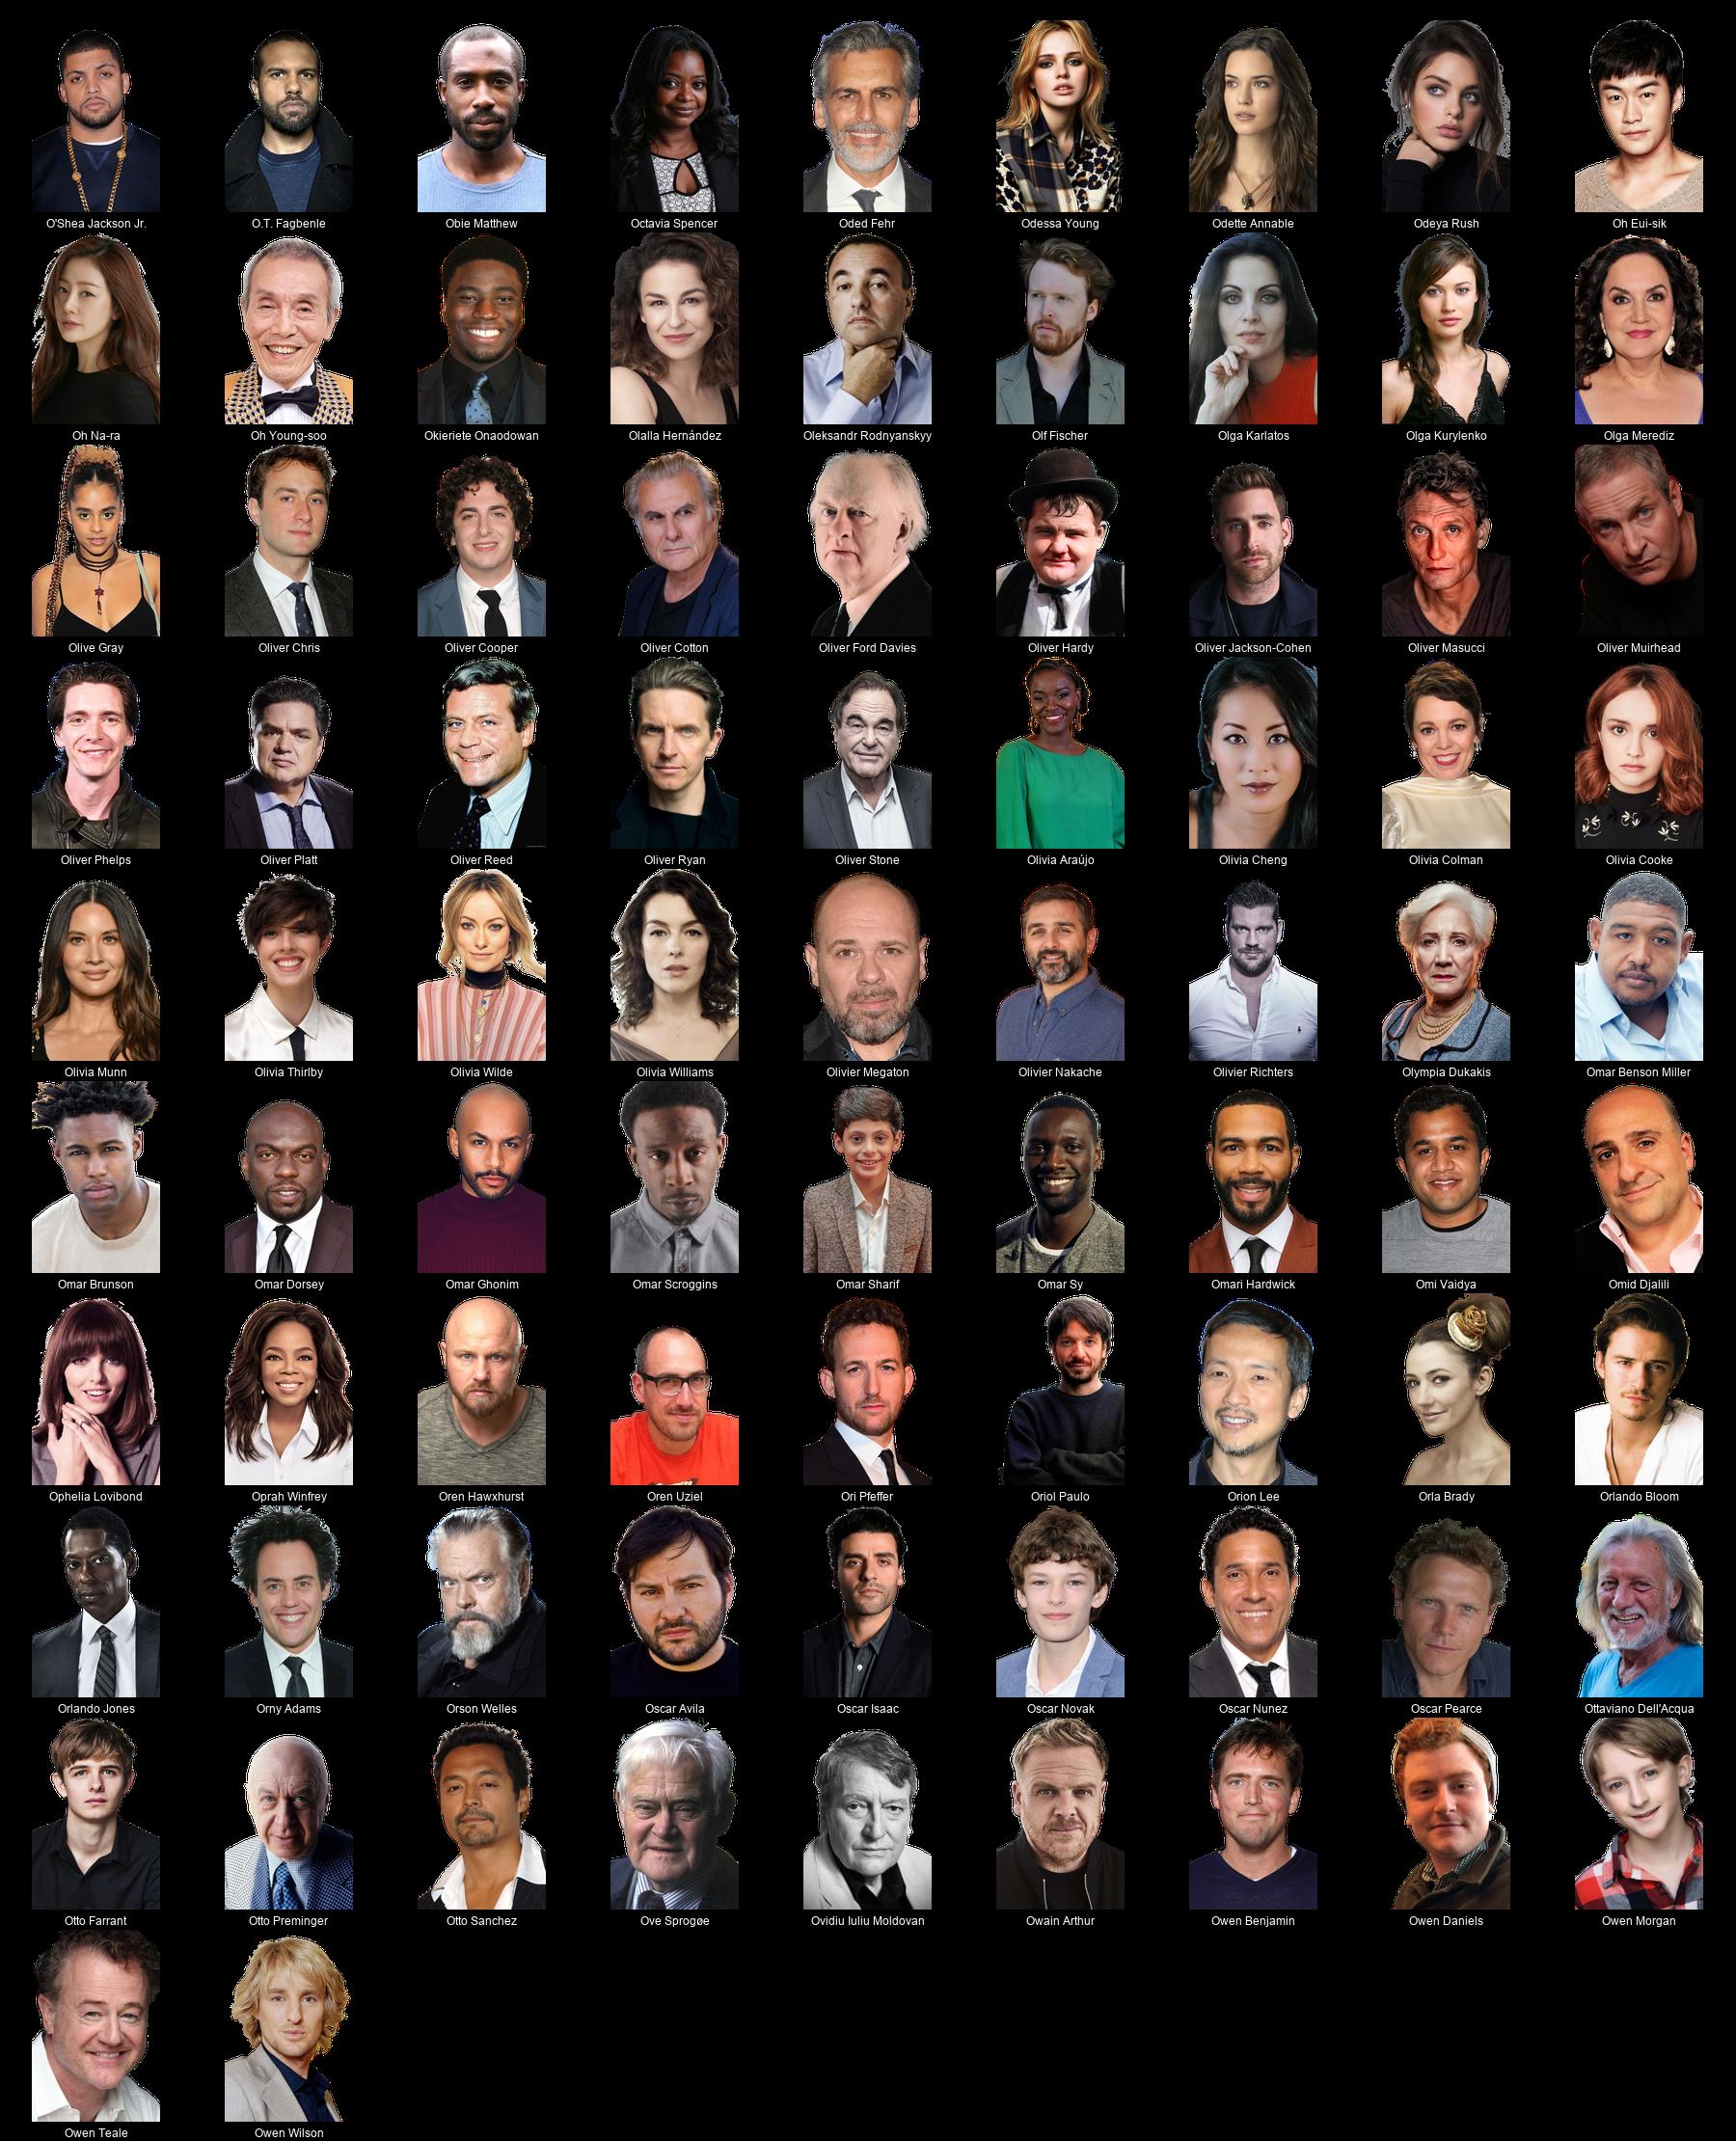 O'Shea Jackson Jr.
O.T. Fagbenle
Obie Matthew
Octavia Spencer
Oded Fehr
Odessa Young
Odette Annable
Odeya Rush
Oh Eui-sik
Oh Na-ra
Oh Young-soo
Okieriete Onaodowan
Olalla Hernández
Oleksandr Rodnyanskyy
Olf Fischer
Olga Karlatos
Olga Kurylenko
Olga Merediz
Olive Gray
Oliver Chris
Oliver Cooper
Oliver Cotton
Oliver Ford Davies
Oliver Hardy
Oliver Jackson-Cohen
Oliver Masucci
Oliver Muirhead
Oliver Phelps
Oliver Platt
Oliver Reed
Oliver Ryan
Oliver Stone
Olivia Araújo
Olivia Cheng
Olivia Colman
Olivia Cooke
Olivia Munn
Olivia Thirlby
Olivia Wilde
Olivia Williams
Olivier Megaton
Olivier Nakache
Olivier Richters
Olympia Dukakis
Omar Benson Miller
Omar Brunson
Omar Dorsey
Omar Ghonim
Omar Scroggins
Omar Sharif
Omar Sy
Omari Hardwick
Omi Vaidya
Omid Djalili
Ophelia Lovibond
Oprah Winfrey
Oren Hawxhurst
Oren Uziel
Ori Pfeffer
Oriol Paulo
Orion Lee
Orla Brady
Orlando Bloom
Orlando Jones
Orny Adams
Orson Welles
Oscar Avila
Oscar Isaac
Oscar Novak
Oscar Nunez
Oscar Pearce
Ottaviano Dell'Acqua
Otto Farrant
Otto Preminger
Otto Sanchez
Ove Sprogøe
Ovidiu Iuliu Moldovan
Owain Arthur
Owen Benjamin
Owen Daniels
Owen Morgan
Owen Teale
Owen Wilson